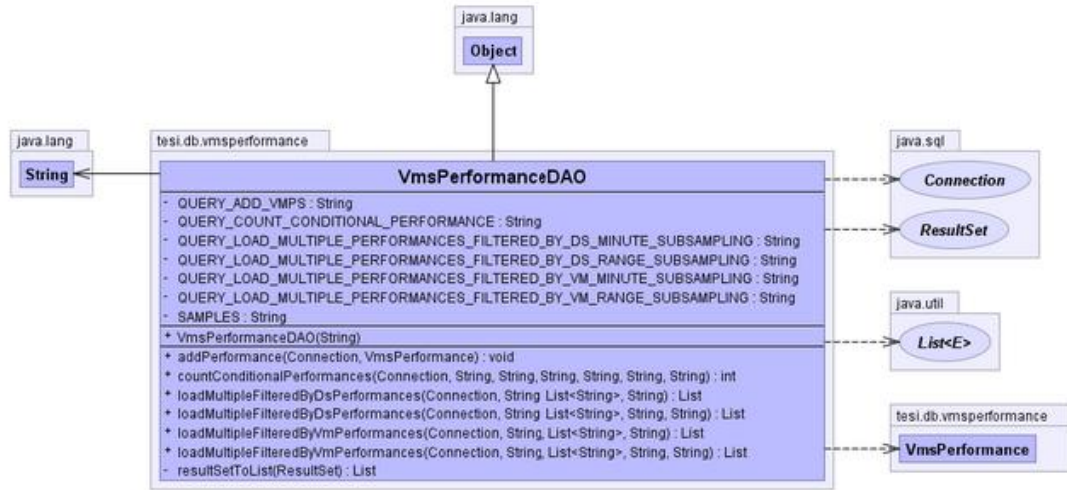 java.lang
Object
java.lang
String
tesi.db.vmsperformance
VmsPerformanceDAO
- QUERY_ADD_VMPS : String
- QUERY_COUNT_CONDITIONAL_PERFORMANCE : String
- QUERY_LOAD_MULTIPLE_PERFORMANCES_FILTERED_BY_DS_MINUTE_SUBSAMPLING : String
- QUERY_LOAD_MULTIPLE_PERFORMANCES_FILTERED_BY_DS_RANGE_SUBSAMPLING : String
- QUERY_LOAD_MULTIPLE_PERFORMANCES_FILTERED_BY_VM_MINUTE_SUBSAMPLING : String
- QUERY_LOAD_MULTIPLE_PERFORMANCES_FILTERED_BY_VM_RANGE_SUBSAMPLING : String
- SAMPLES : String
+ VmsPerformanceDAO(String)
+ addPerformance(Connection, VmsPerformance) : void
+ countConditionalPerformances(Connection, String, String, String, String, String, String) : int
+ loadMultipleFilteredByDsPerformances(Connection, String List<String>, String) : List
+ loadMultipleFilteredByDsPerformances(Connection, String List<String>, String, String) : List
+ loadMultipleFilteredByVmPerformances(Connection, String, List<String>, String) : List
+ loadMultipleFilteredByVmPerformances(Connection, String, List<String>, String, String) : List
- resultSetToList(ResultSet) : List
java.sql
Connection
ResultSet
java.util
List<E>
tesi.db.vmsperformance
VmsPerformance